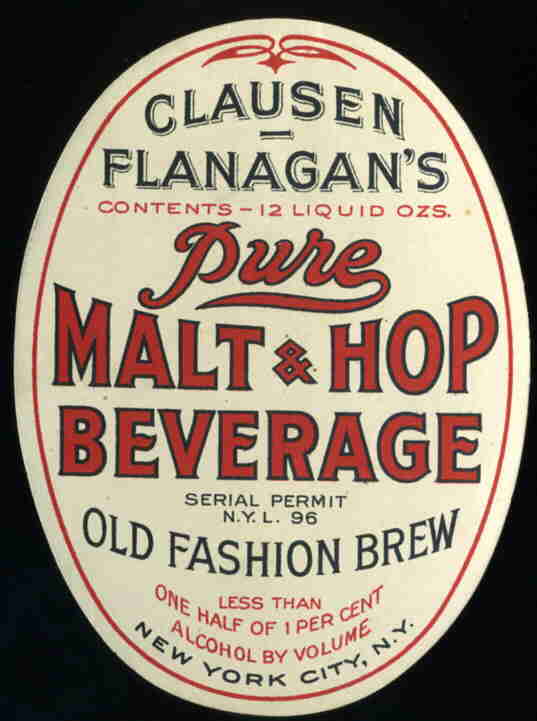 CLAUSEN
–
FLANAGAN'S
CONTENTS – 12 LIQUID OZS.
Pure
MALT & HOP
BEVERAGE
SERIAL PERMIT
N.Y. L. 96
OLD FASHION BREW
LESS THAN
ONE HALF OF 1 PER CENT
ALCOHOL BY VOLUME
NEW YORK CITY, N.Y.